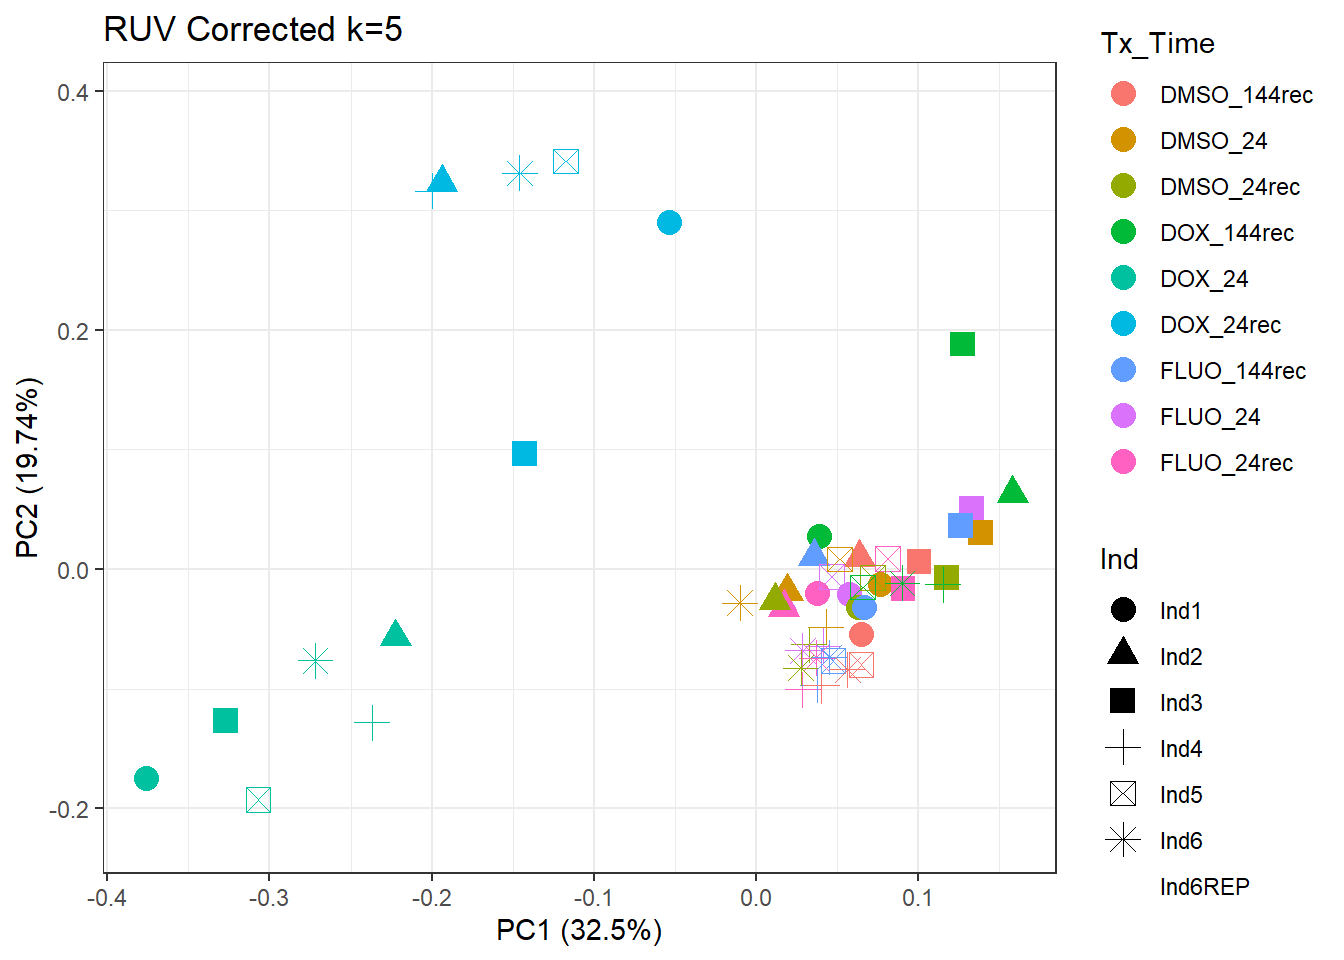 RUV Corrected k=5
0.4
0.2
0.0
-0.2
PC2 (19.74%)
-0.4
-0.3
-0.2
-0.1
0.0
0.1
PC1 (32.5%)
Tx_Time
DMSO_144rec
DMSO_24
DMSO_24rec
DOX_144rec
DOX_24
DOX_24rec
FLUO_144rec
FLUO_24
FLUO_24rec
Ind
Ind1
Ind2
Ind3
Ind4
Ind5
Ind6
Ind6REP